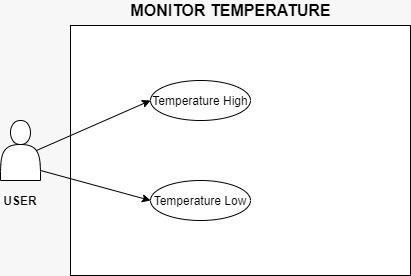 MONITOR TEMPERATURE
Temperature High
USER
Temperature Low